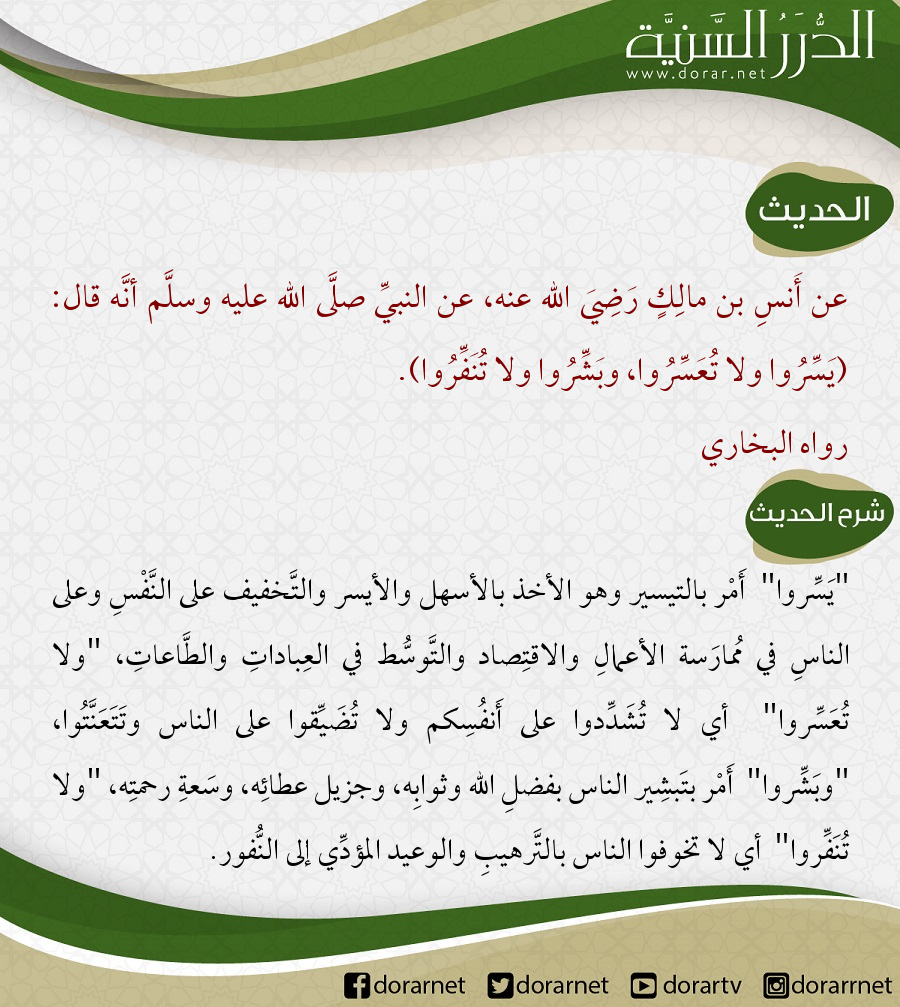 الدُّرَرُ السَّنيَّة
www.dorar.net
الحديث
عن أَنسِ بن مالِكٍ رَضِيَ الله عنه، عن النبيِّ صلَّى الله عليه وسلَّم أنَّه قال:
(يَسِّرُوا ولا تُعَسِّرُوا، وبَشِّرُوا ولا تُنَفِّرُوا).
رواه البخاري
شرح الحديث
"يَسِّروا" أَمْر بالتيسير وهو الأخذ بالأسهل والأيسر والتَّخفيف على النَّفْسِ وعلى
الناسِ في مُمارَسة الأعمالِ والاقتِصاد والتَّوسُّط في العِباداتِ والطَّاعاتِ، "ولا
تُعَسِّروا" أي لا تُشَدِّدوا على أَنفُسِكم ولا تُضَيِّقوا على الناس وتَتَعَنَّتُوا،
"وبَشِّروا" أَمْر بتَبشِير الناس بفضلِ الله وثوابِه، وجزيل عطائِه، وسَعةِ رحمتِه، "ولا
تُنَفِّروا" أي لا تخوفوا الناس بالتَّرهيبِ والوعيد المؤدِّي إلى النُّفور.
dorarnet dorarnet dorartv dorarrnet